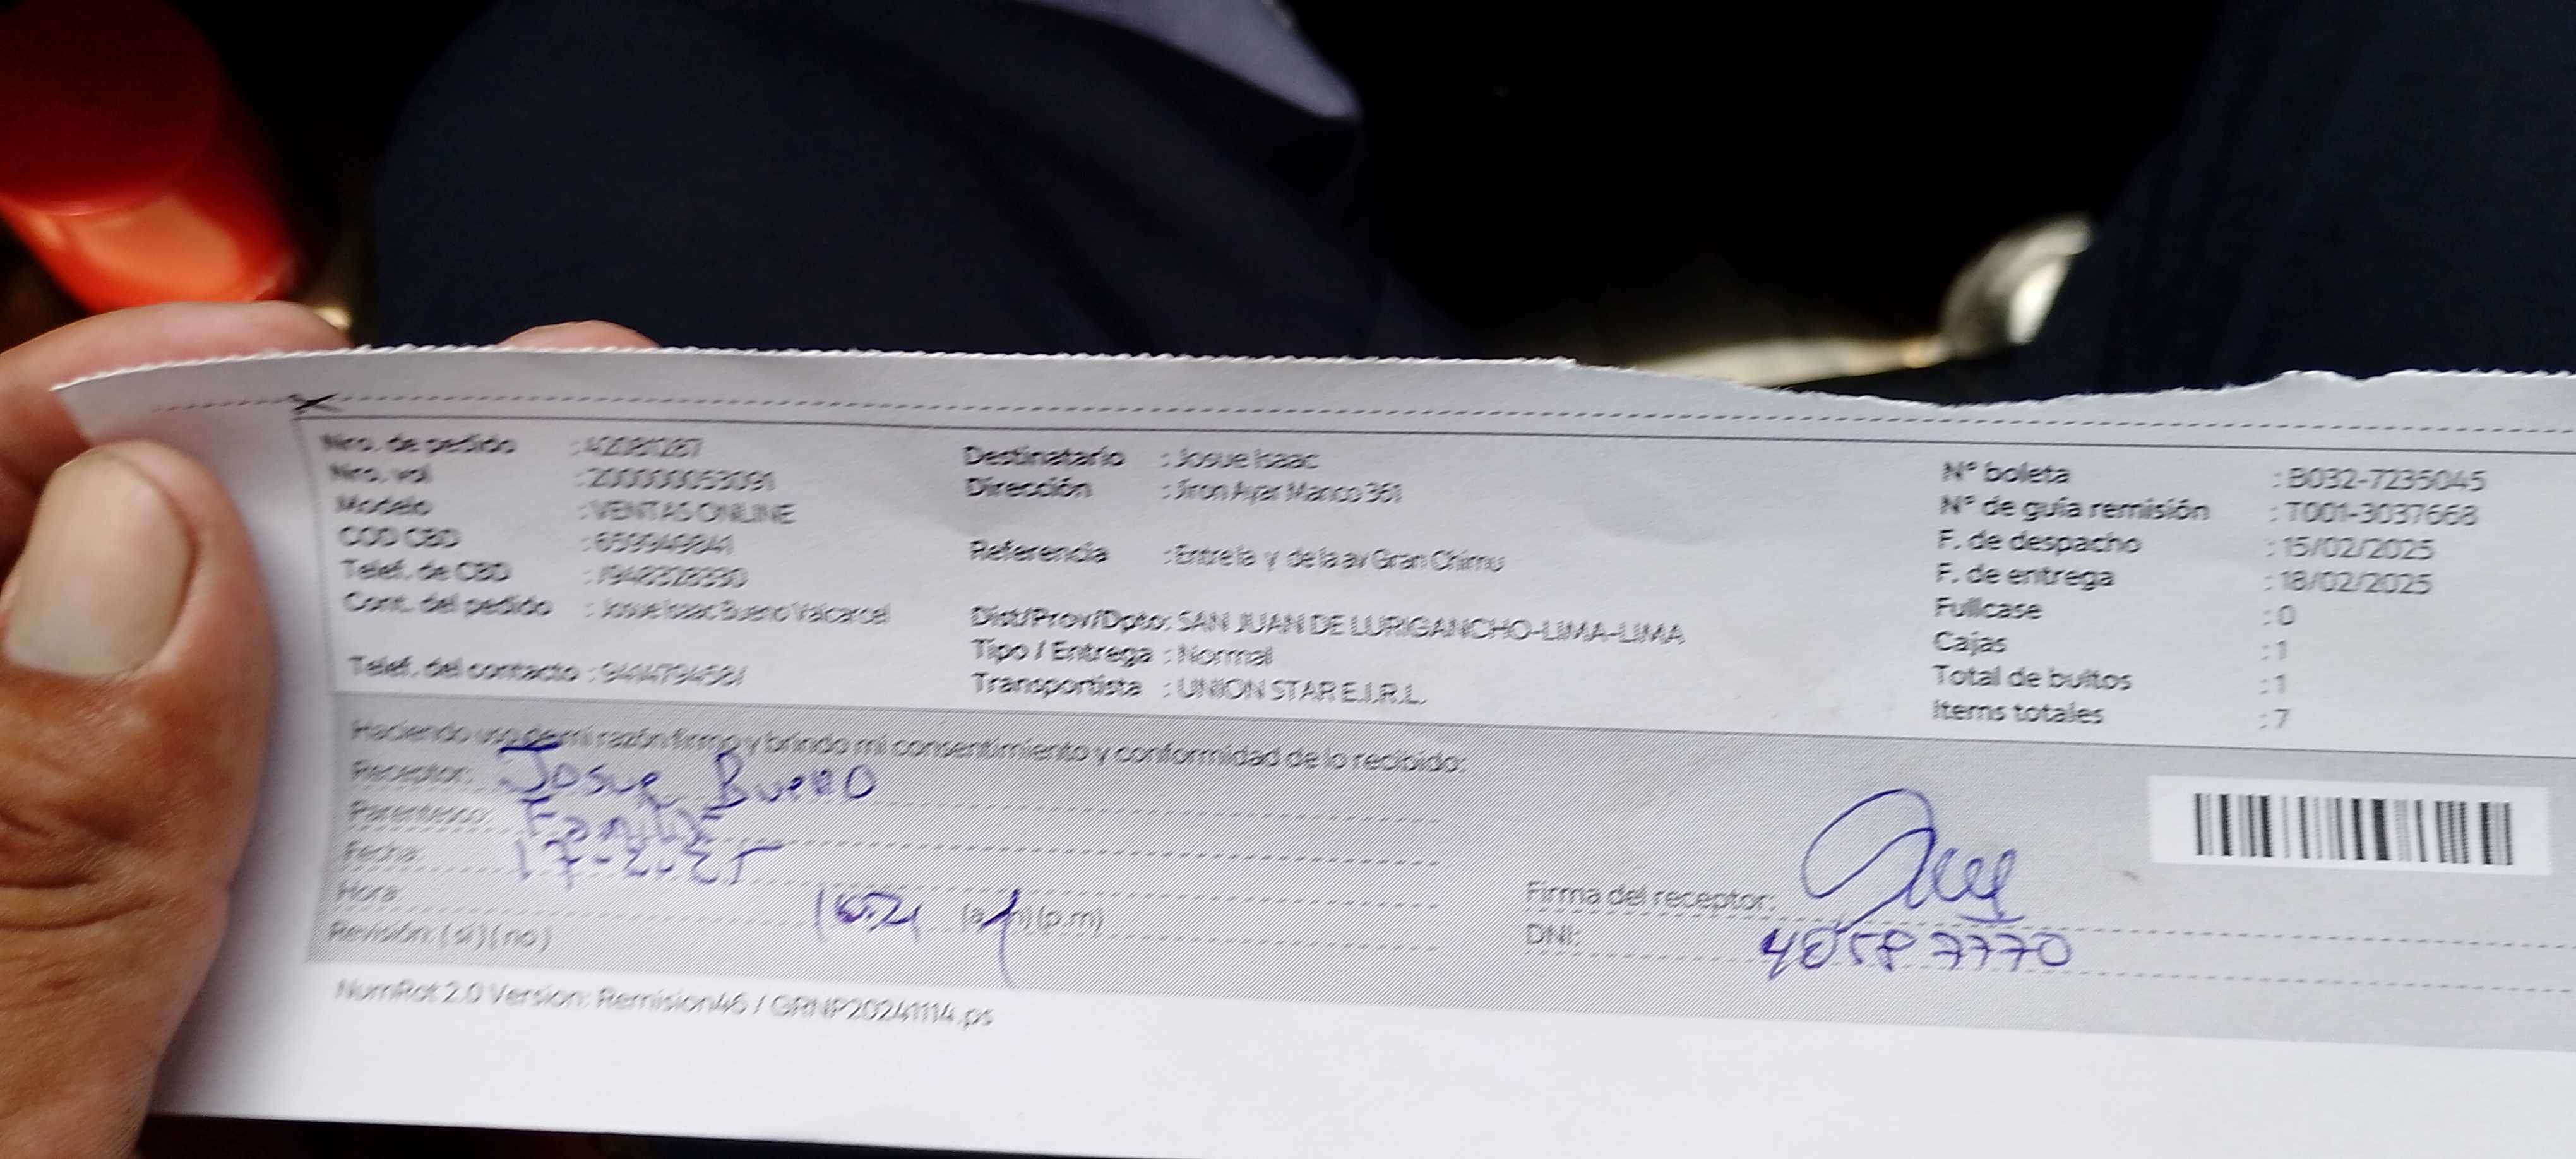 Nro. de pedido : 42081287
Nro. vol : 200000053091
Modelo : VENTAS ONLINE
COD CBD : 659949841
Telef. de CBD : 1948328330
Cont. del pedido : Josue Isaac Bueno Valcarcel
Telef. del contacto : 9414794584
Destinatario : Josue Isaac
Dirección : Jiron Ayar Manco 361
Referencia : Entre la y de la av Gran Chimu
Dist/Prov/Dpto: SAN JUAN DE LURIGANCHO-LIMA-LIMA
Tipo / Entrega : Normal
Transportista : UNION STAR E.I.R.L.
N° boleta : B032-7235045
N° de guía remisión : T001-3037668
F. de despacho : 15/02/2025
F. de entrega : 18/02/2025
Fullcase : 0
Cajas : 1
Total de bultos : 1
Items totales : 7
Haciendo uso de mi razón firmo y brindo mi consentimiento y conformidad de lo recibido:
Receptor: Josue Bueno
Parentesco:
Fecha:
Hora: (a.m) (p.m)
Revisión: ( si ) ( no )
Firma del receptor:
DNI:
NumRot 2.0 Version: Remision46 / GRNP20241114.ps